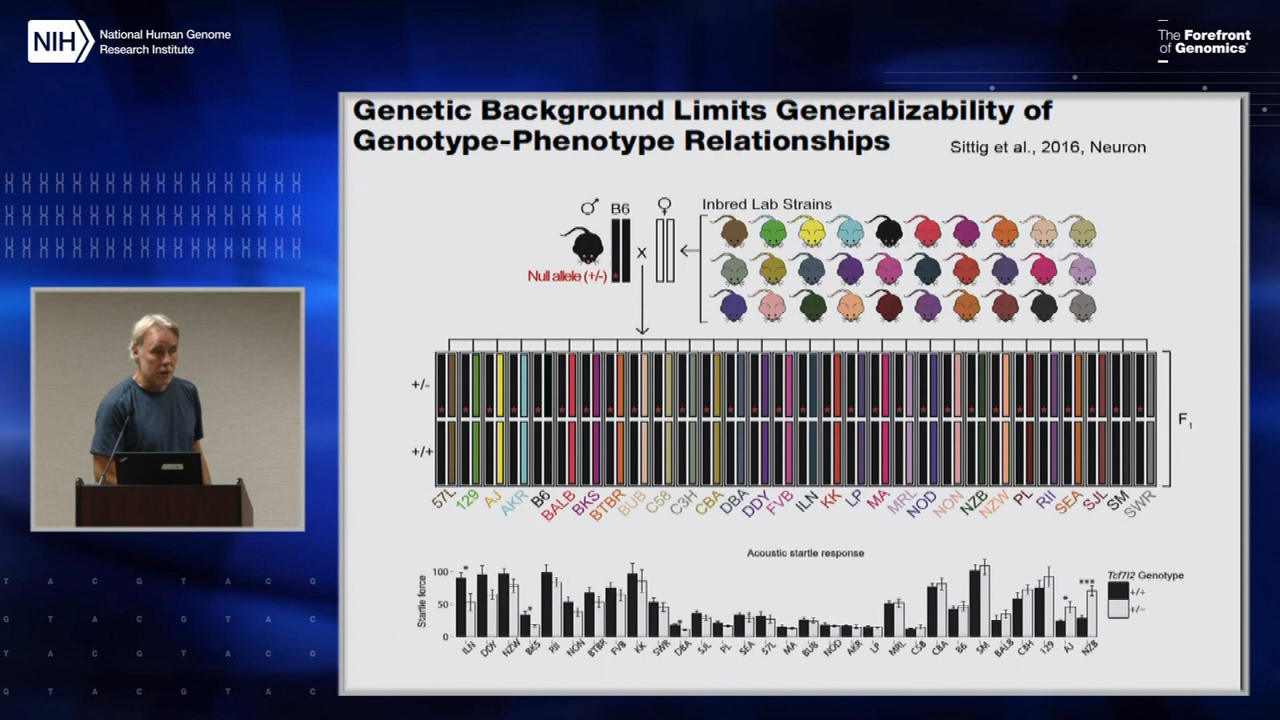 NIH
National Human Genome
Research Institute
The Forefront
of Genomics®
Genetic Background Limits Generalizability of
Genotype-Phenotype Relationships
Sittig et al., 2016, Neuron
♂ B6 ♀
Inbred Lab Strains
x
Null allele (+/-)
+/-
+/+
F1
57L 129 AJ AKR B6 BALB BKS BTBR BUB C58 C3H CBA DBA DDY FVB ILN KK LP MA MRL NOD NON NZB NZW PL RII SEA SJL SM SWR
Acoustic startle response
Startle force
100
50
0
* * * * ***
ILN DDY NZW BKS RII NON BTBR FVB KK SWR DBA SJL PL SEA 57L MA BUB NOD AKR LP MRL C58 CBA B6 SM BALB C3H 129 AJ NZB
Tcf7l2 Genotype
+/+
+/-
T A C G T A C G
G T A C G T A C G
T A C G T A C G
G T A C G T A C G